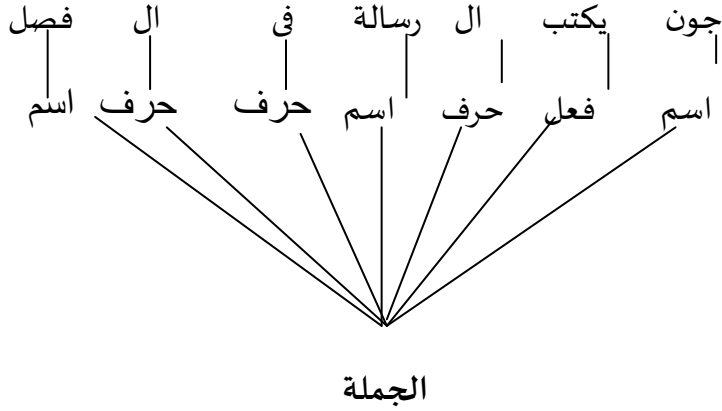 جون يكتب ال رسالة فى ال فصل
اسم فعل حرف اسم حرف حرف اسم
الجملة